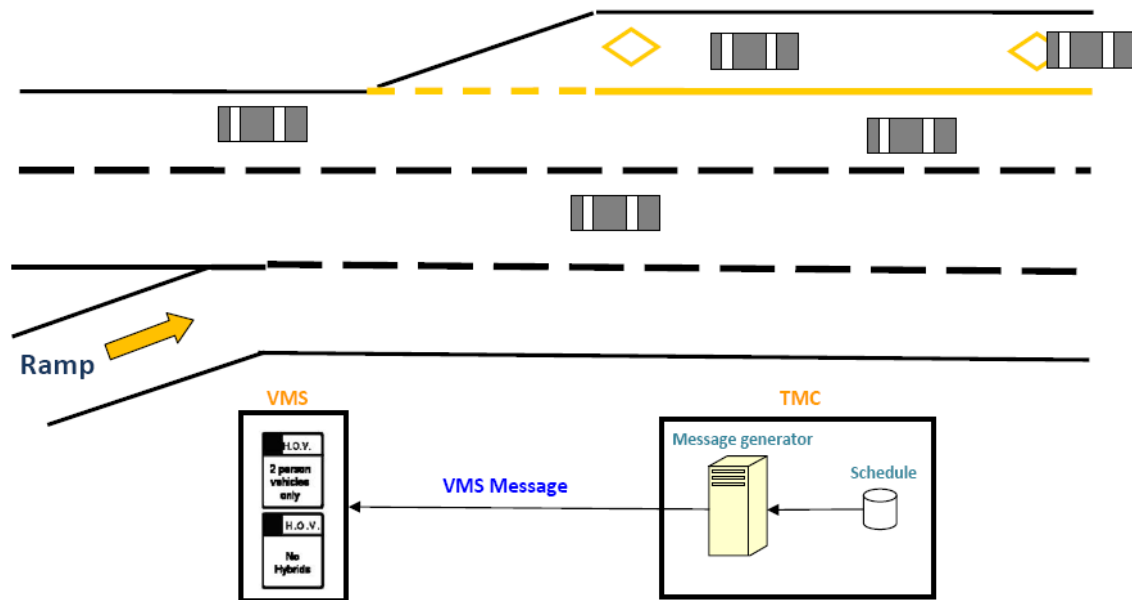 Ramp
VMS
TMC
H.O.V.
2 person
vehicles
only
H.O.V.
No
Hybrids
VMS Message
Message generator
Schedule